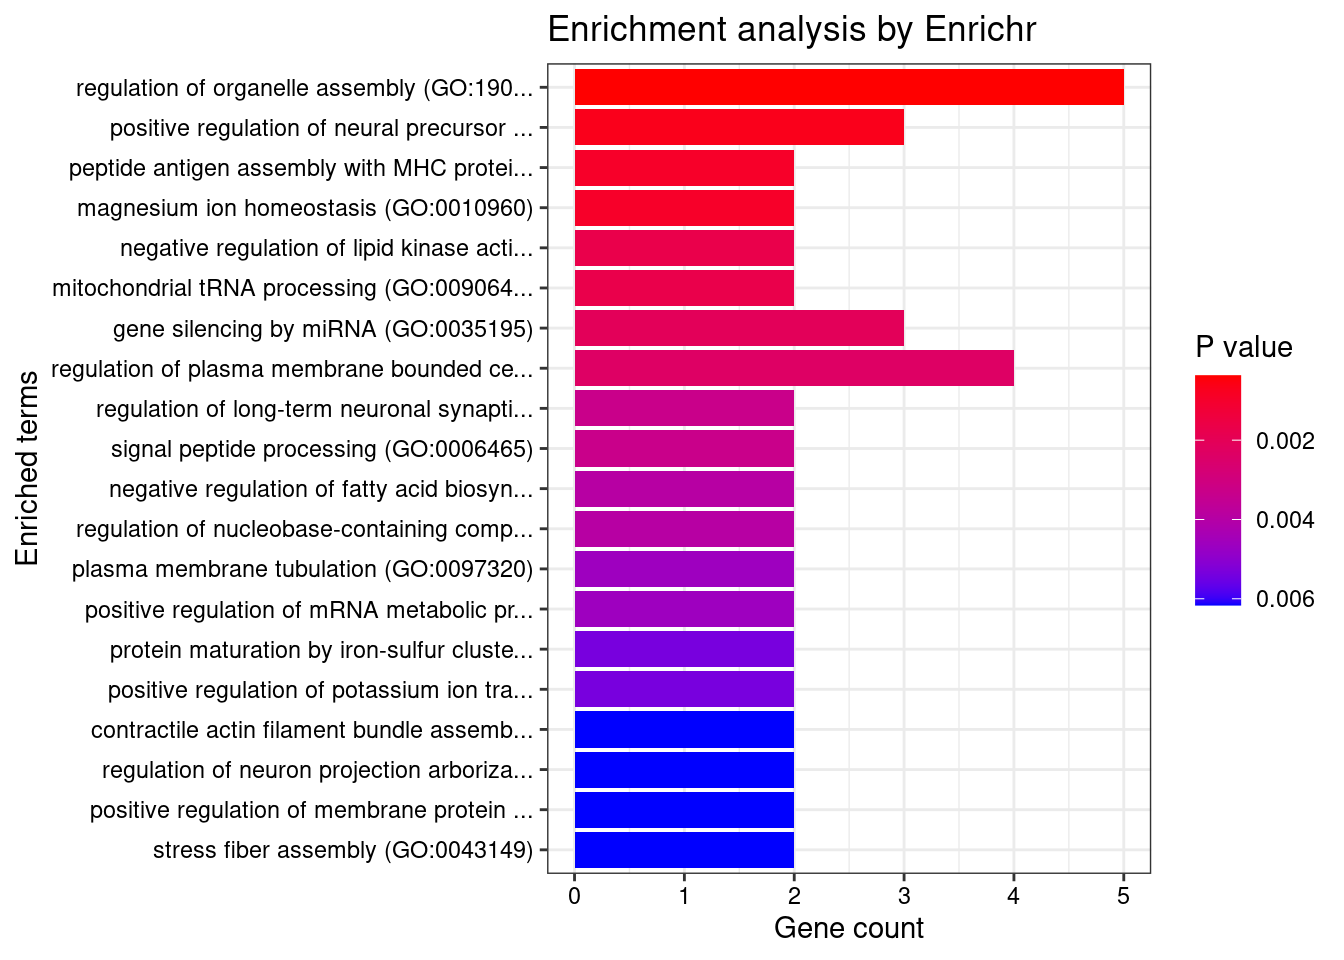 Enrichment analysis by Enrichr
regulation of organelle assembly (GO:190...
positive regulation of neural precursor ...
peptide antigen assembly with MHC protei...
magnesium ion homeostasis (GO:0010960)
negative regulation of lipid kinase acti...
mitochondrial tRNA processing (GO:009064...
gene silencing by miRNA (GO:0035195)
regulation of plasma membrane bounded ce...
regulation of long-term neuronal synapti...
signal peptide processing (GO:0006465)
negative regulation of fatty acid biosyn...
regulation of nucleobase-containing comp...
plasma membrane tubulation (GO:0097320)
positive regulation of mRNA metabolic pr...
protein maturation by iron-sulfur cluste...
positive regulation of potassium ion tra...
contractile actin filament bundle assemb...
regulation of neuron projection arboriza...
positive regulation of membrane protein ...
stress fiber assembly (GO:0043149)
Enriched terms
0 1 2 3 4 5
Gene count
P value
0.002
0.004
0.006